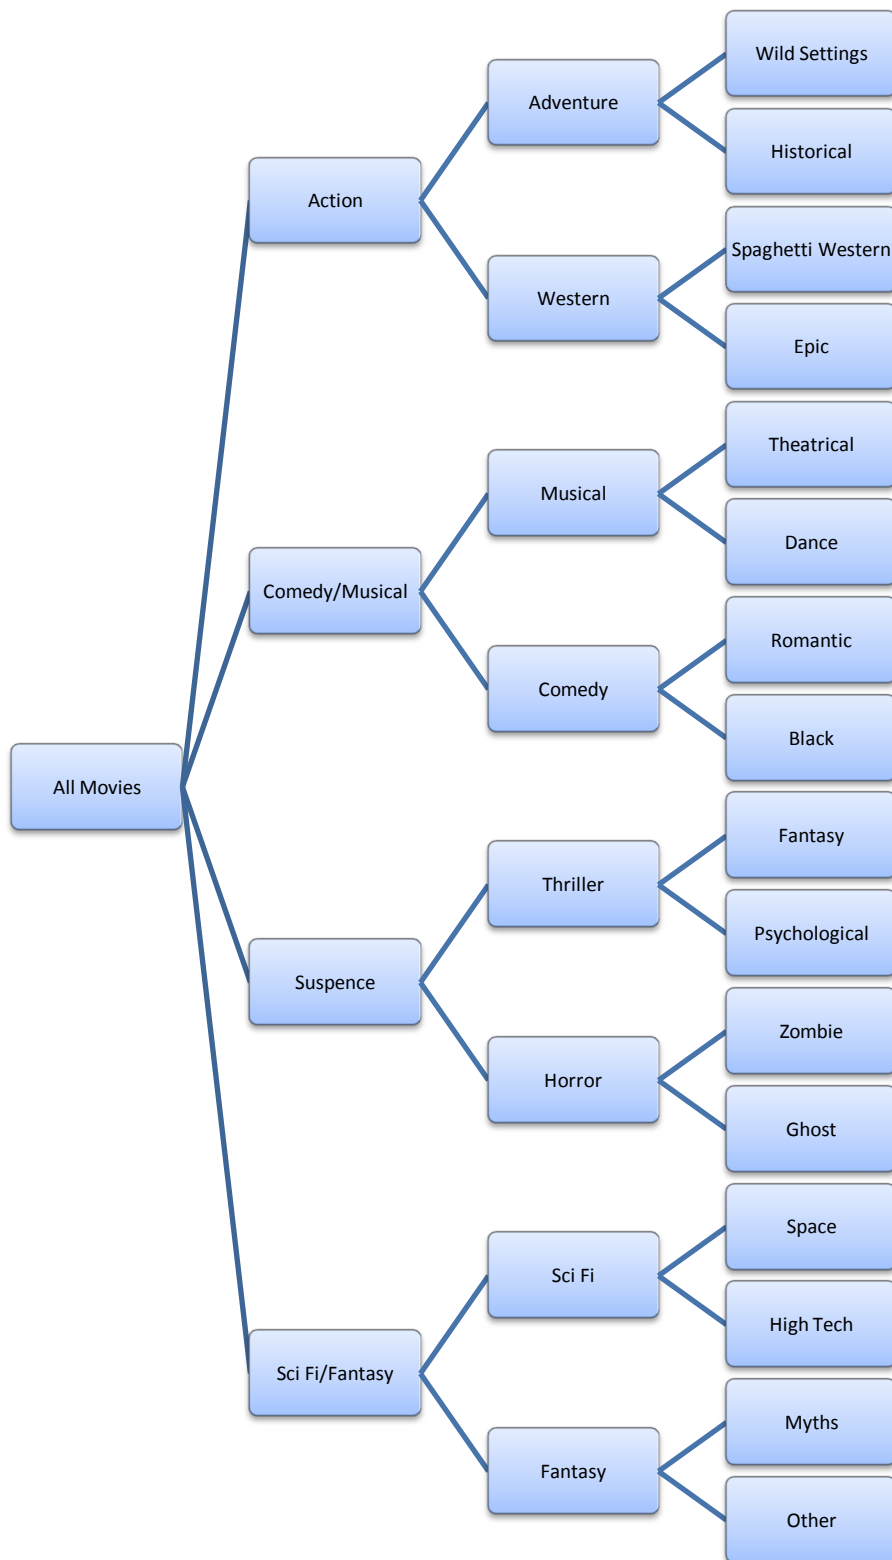 Wild Settings
Adventure
Historical
Action
Spaghetti Western
Western
Epic
Theatrical
Musical
Dance
Comedy/Musical
Romantic
Comedy
Black
All Movies
Fantasy
Thriller
Psychological
Suspence
Zombie
Horror
Ghost
Space
Sci Fi
High Tech
Sci Fi/Fantasy
Myths
Fantasy
Other